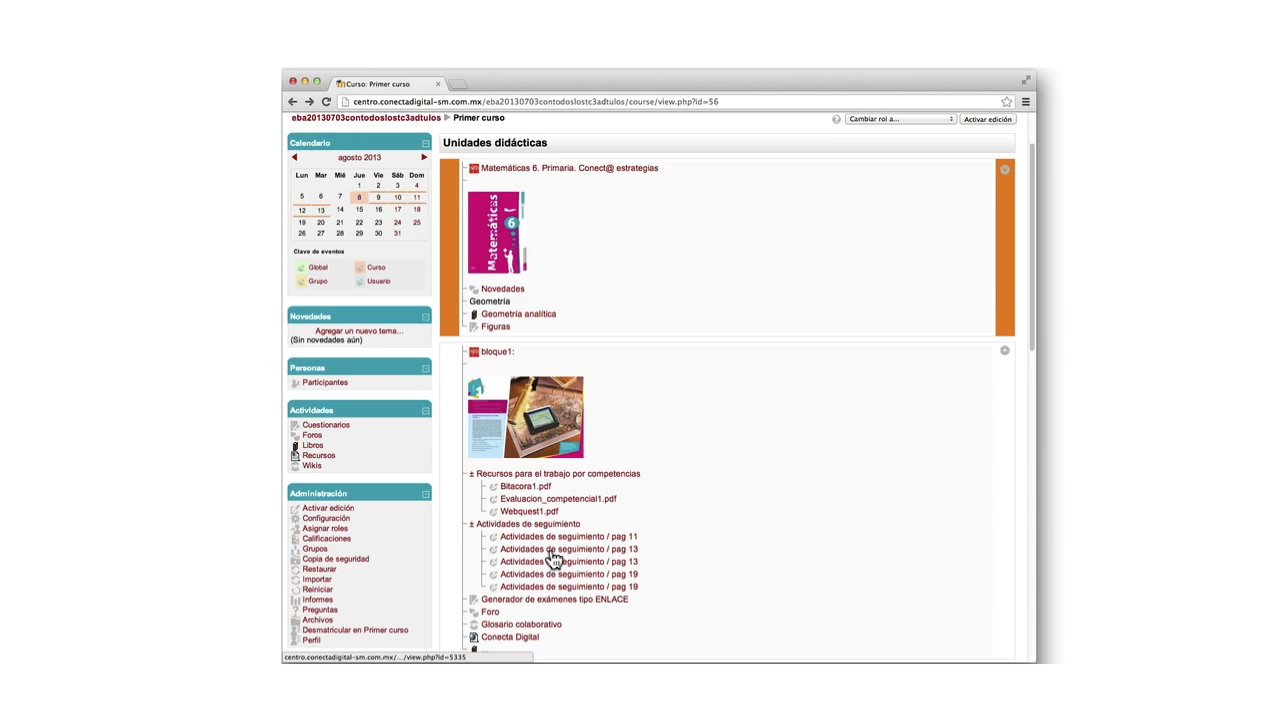 Curso: Primer curso
centro.conectadigital-sm.com.mx/eba20130703contodoslostc3adtulos/course/view.php?id=56
eba20130703contodoslostc3adtulos ► Primer curso
Cambiar rol a...
Activar edición
Calendario
agosto 2013
Lun Mar Mié Jue Vie Sáb Dom
1 2 3 4
5 6 7 8 9 10 11
12 13 14 15 16 17 18
19 20 21 22 23 24 25
26 27 28 29 30 31
Clave de eventos
Global Curso
Grupo Usuario
Novedades
Agregar un nuevo tema...
(Sin novedades aún)
Personas
Participantes
Actividades
Cuestionarios
Foros
Libros
Recursos
Wikis
Administración
Activar edición
Configuración
Asignar roles
Calificaciones
Grupos
Copia de seguridad
Restaurar
Importar
Reiniciar
Informes
Preguntas
Archivos
Desmatricular en Primer curso
Perfil
Unidades didácticas
Matemáticas 6. Primaria. Conect@ estrategias
Matemáticas
6
Novedades
Geometría
Geometría analítica
Figuras
bloque1:
1
± Recursos para el trabajo por competencias
Bitacora1.pdf
Evaluacion_competencial1.pdf
Webquest1.pdf
± Actividades de seguimiento
Actividades de seguimiento / pag 11
Actividades de seguimiento / pag 13
Actividades de seguimiento / pag 13
Actividades de seguimiento / pag 19
Actividades de seguimiento / pag 19
Generador de exámenes tipo ENLACE
Foro
Glosario colaborativo
Conecta Digital
centro.conectadigital-sm.com.mx/.../view.php?id=5335